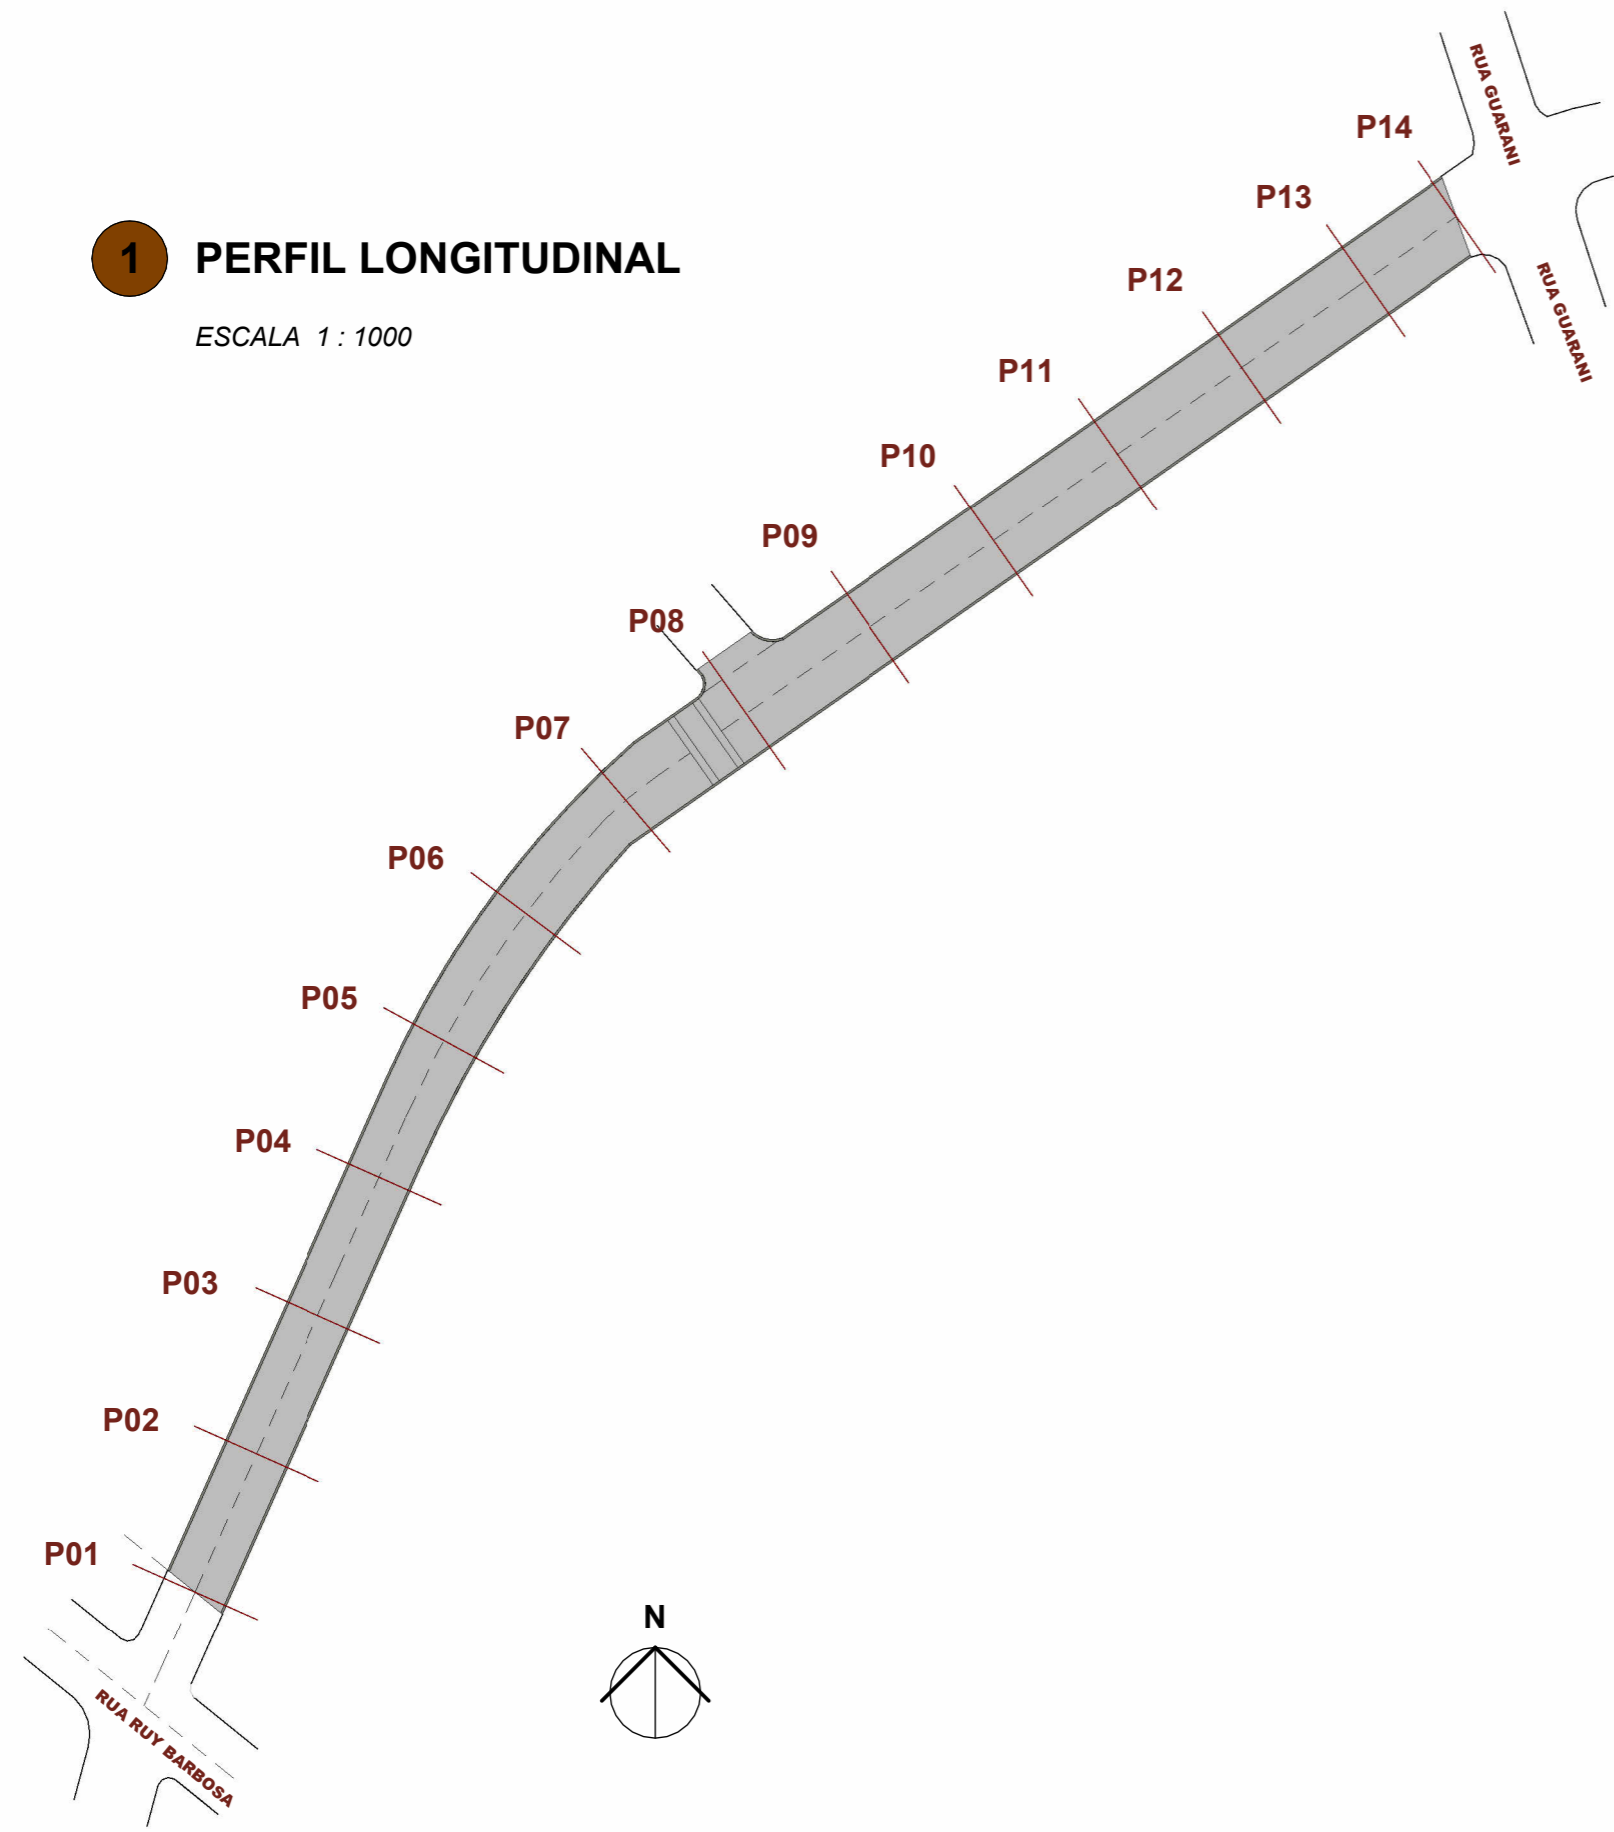 RUA GUARANI
P14
P13
1 PERFIL LONGITUDINAL
P12
RUA GUARANI
ESCALA 1 : 1000
P11
P10
P09
P08
P07
P06
P05
P04
P03
P02
P01
N
RUA RUY BARBOSA